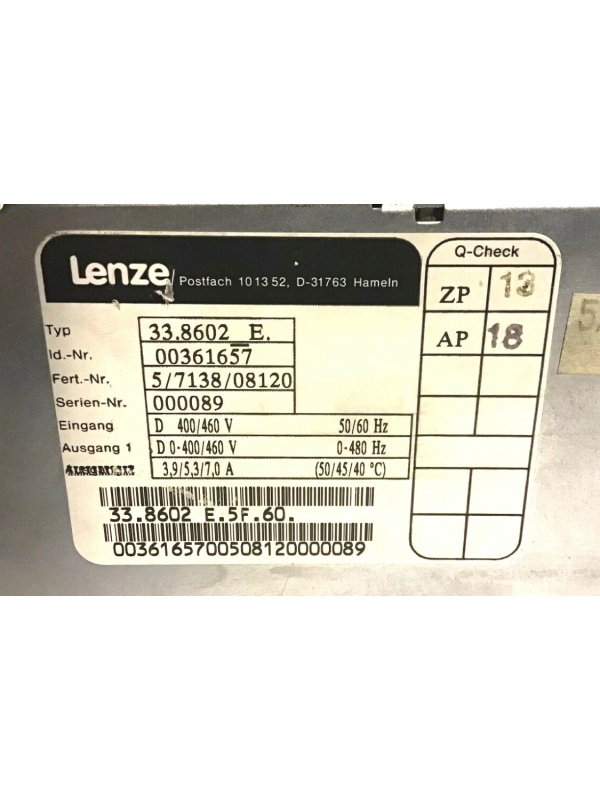 Lenze Postfach 10 13 52, D-31763 Hameln
Typ 33.8602_E.
Id.-Nr. 00361657
Fert.-Nr. 5/7138/08120
Serien-Nr. 000089
Eingang D 400/460 V 50/60 Hz
Ausgang 1 D 0-400/460 V 0-480 Hz
3,9/5,3/7,0 A (50/45/40 °C)
33.8602 E.5F.60.
00361657005081200000089
Q-Check
ZP 13
AP 18